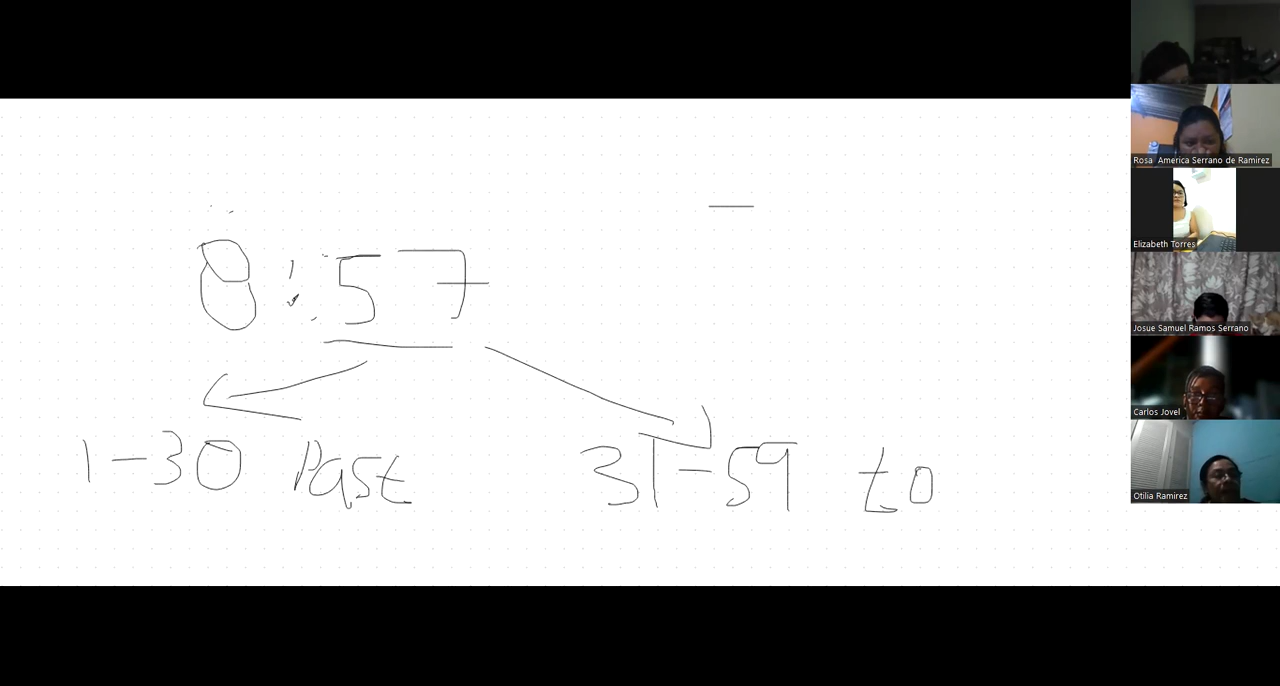 8:57
1-30 Past 31-59 to
Rosa America Serrano de Ramirez
Elizabeth Torres
Josue Samuel Ramos Serrano
Carlos Jovel
Otilia Ramirez